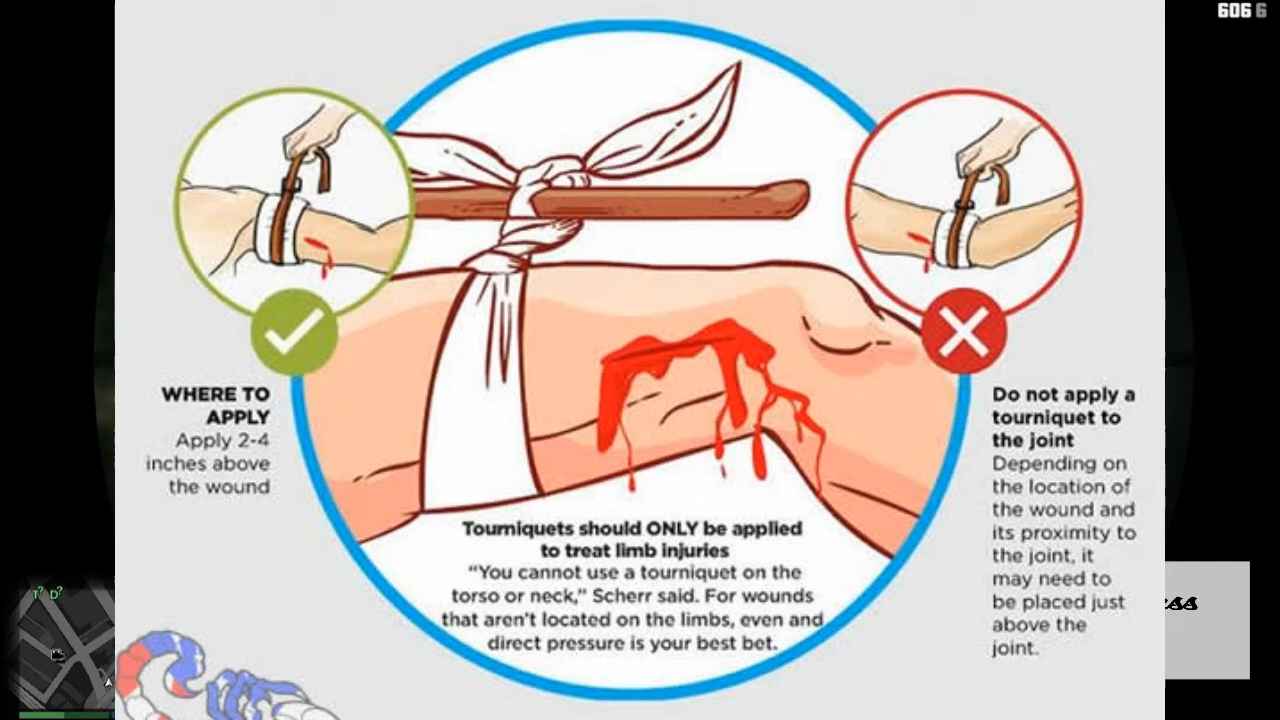 606 6
WHERE TO
APPLY
Apply 2-4
inches above
the wound
Tourniquets should ONLY be applied
to treat limb injuries
“You cannot use a tourniquet on the
torso or neck,” Scherr said. For wounds
that aren’t located on the limbs, even and
direct pressure is your best bet.
Do not apply a
tourniquet to
the joint
Depending on
the location of
the wound and
its proximity to
the joint, it
may need to
be placed just
above the
joint.
ess